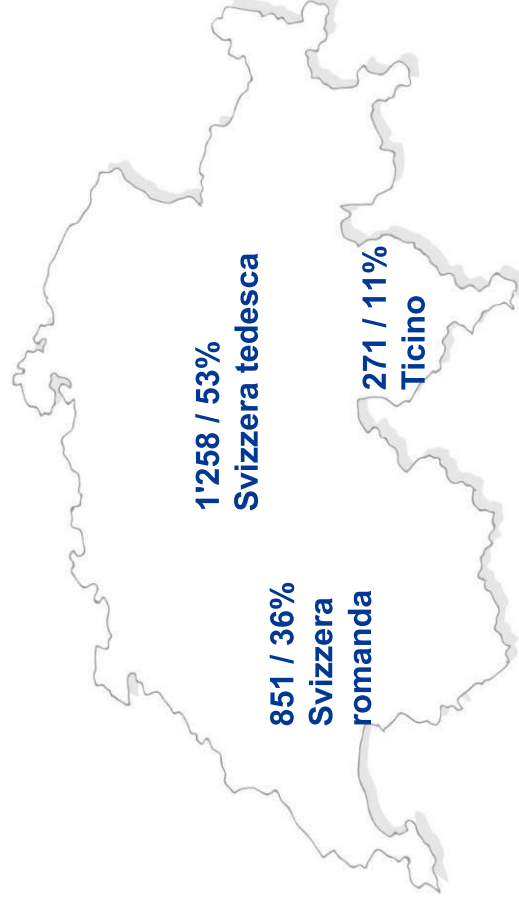 1'258 / 53%
Svizzera tedesca
851 / 36%
Svizzera
romanda
271 / 11%
Ticino